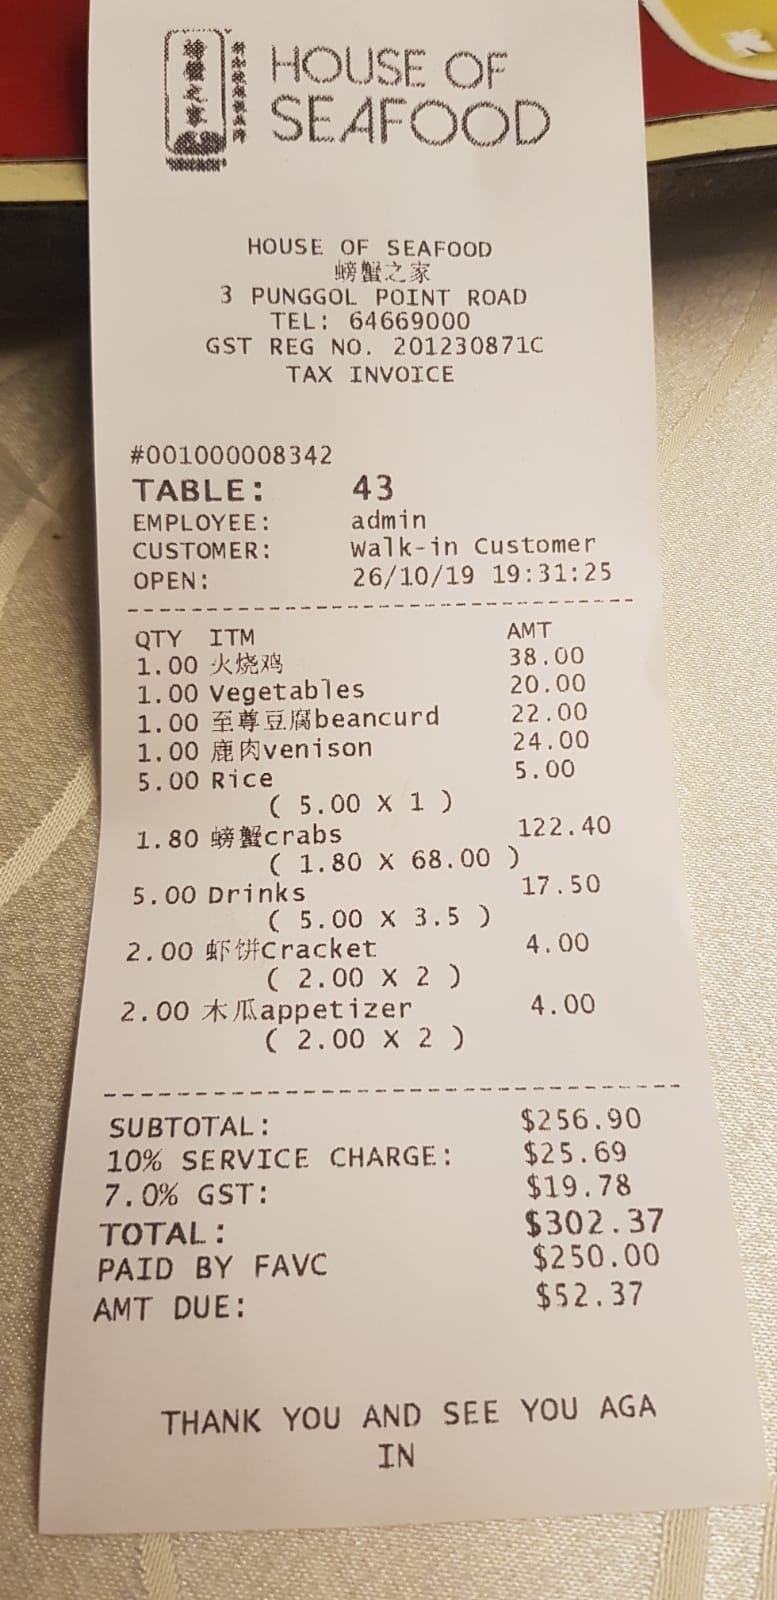 HOUSE OF
SEAFOOD
HOUSE OF SEAFOOD
螃蟹之家
3 PUNGGOL POINT ROAD
TEL: 64669000
GST REG NO. 201230871C
TAX INVOICE
#001000008342
TABLE: 43
EMPLOYEE: admin
CUSTOMER: Walk-in Customer
OPEN: 26/10/19 19:31:25
QTY ITM AMT
1.00 火烧鸡 38.00
1.00 Vegetables 20.00
1.00 至尊豆腐beancurd 22.00
1.00 鹿肉venison 24.00
5.00 Rice 5.00
( 5.00 X 1 )
1.80 螃蟹crabs 122.40
( 1.80 X 68.00 )
5.00 Drinks 17.50
( 5.00 X 3.5 )
2.00 虾饼Cracket 4.00
( 2.00 X 2 )
2.00 木瓜appetizer 4.00
( 2.00 X 2 )
SUBTOTAL: $256.90
10% SERVICE CHARGE: $25.69
7.0% GST: $19.78
TOTAL: $302.37
PAID BY FAVC $250.00
AMT DUE: $52.37
THANK YOU AND SEE YOU AGA
IN